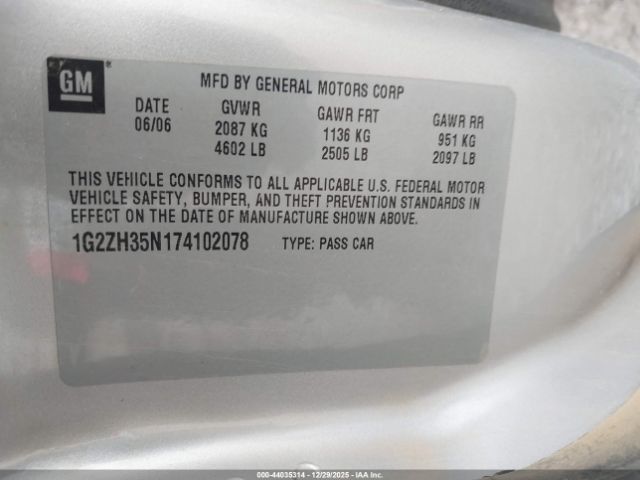 GM ®
MFD BY GENERAL MOTORS CORP
DATE GVWR GAWR FRT GAWR RR
06/06 2087 KG 1136 KG 951 KG
4602 LB 2505 LB 2097 LB
THIS VEHICLE CONFORMS TO ALL APPLICABLE U.S. FEDERAL MOTOR
VEHICLE SAFETY, BUMPER, AND THEFT PREVENTION STANDARDS IN
EFFECT ON THE DATE OF MANUFACTURE SHOWN ABOVE.
1G2ZH35N174102078 TYPE: PASS CAR
000-44035314 - 12/29/2025 - IAA Inc.